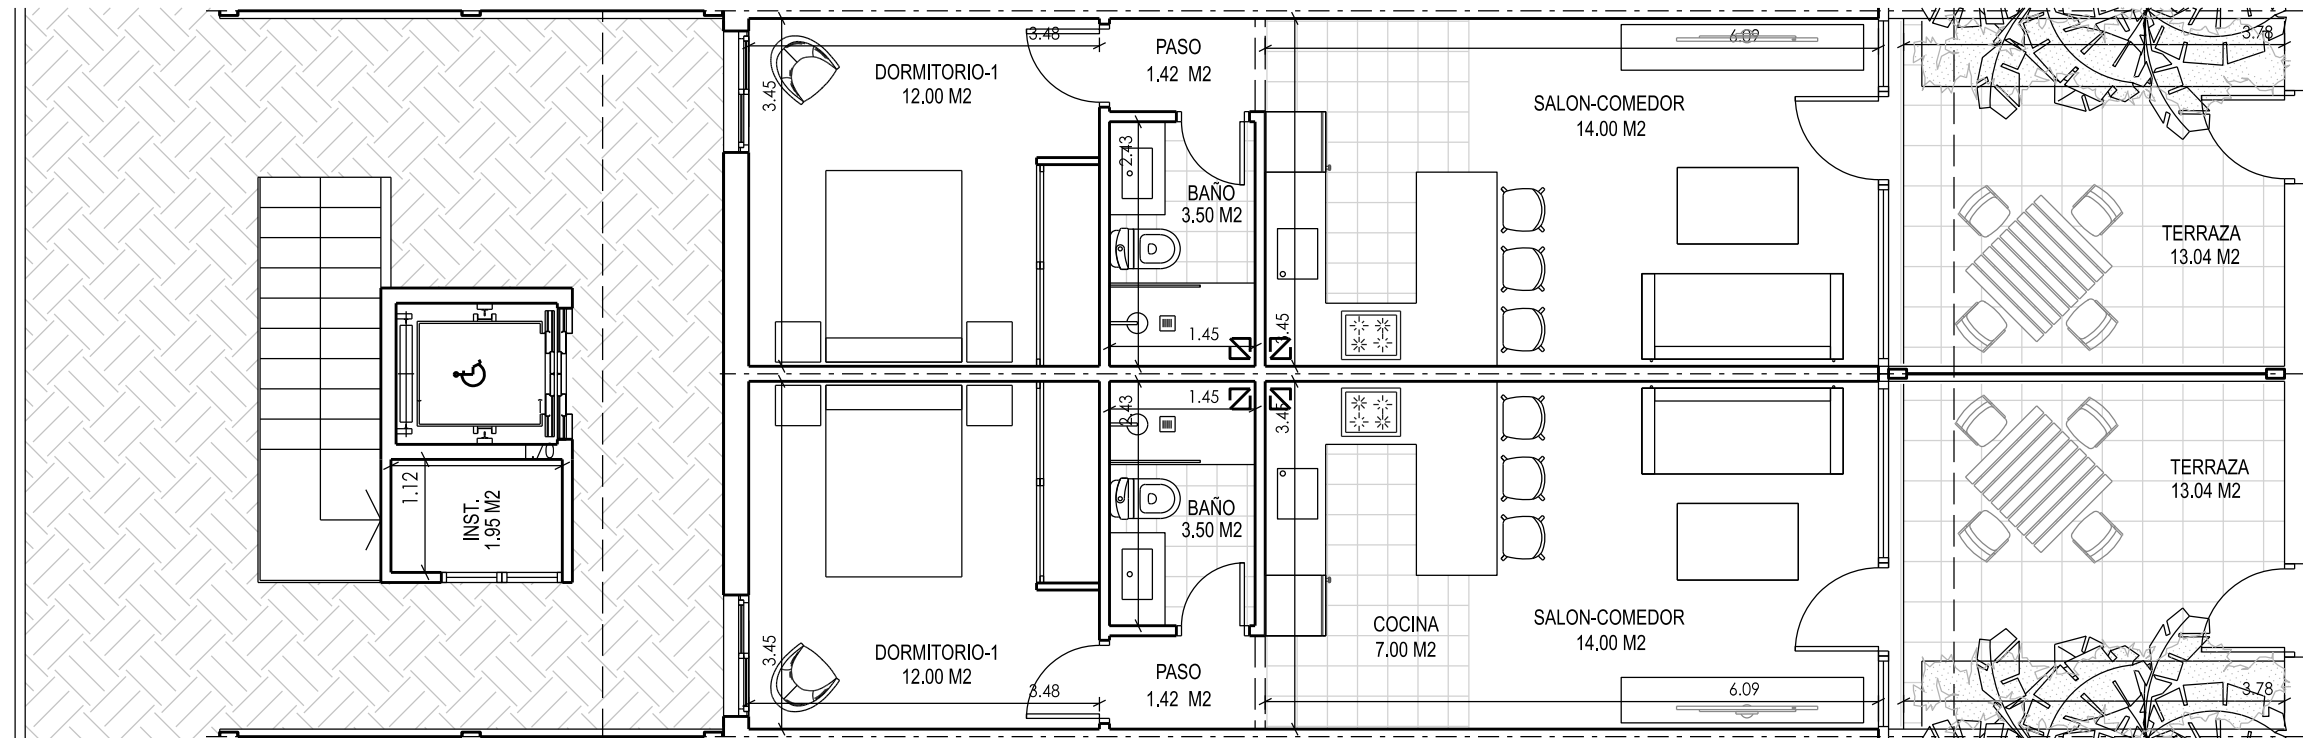 3.48
PASO
1.42 M2
6.09
3.78
DORMITORIO-1
12.00 M2
3.45
SALON-COMEDOR
14.00 M2
2.43
BAÑO
3.50 M2
TERRAZA
13.04 M2
1.45
3.45
1.45
2.43
3.45
1.70
1.12
INST.
1.95 M2
TERRAZA
13.04 M2
BAÑO
3.50 M2
COCINA
7.00 M2
SALON-COMEDOR
14.00 M2
3.45
DORMITORIO-1
12.00 M2
PASO
1.42 M2
3.48
6.09
3.78